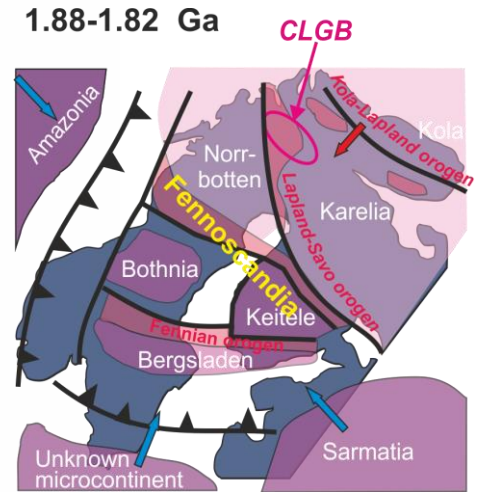 1.88-1.82 Ga
CLGB
Amazonia
Kola-Lapland orogen
Kola
Norr-
botten
Fennoscandia
Lapland-Savo orogen
Karelia
Bothnia
Keitele
Fennian orogen
Bergsladen
Sarmatia
Unknown
microcontinent